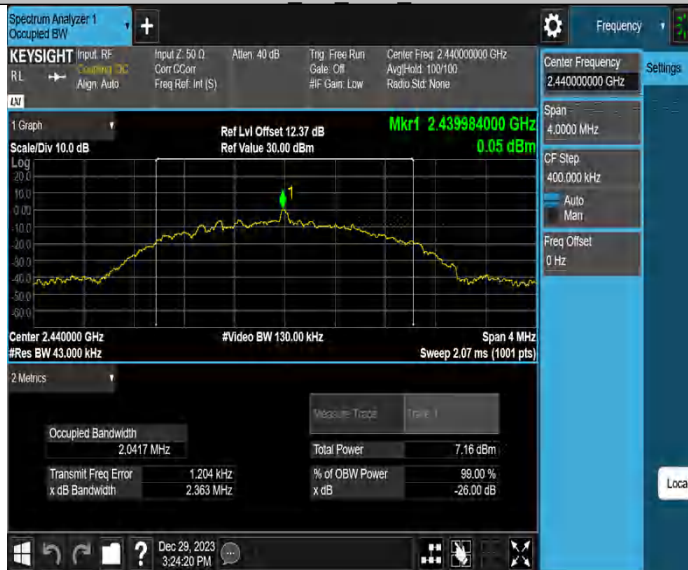 Spectrum Analyzer 1
Occupied BW
+
Frequency
KEYSIGHT
RL
LXI
Input: RF
Coupling: DC
Align: Auto
Input Z: 50 Ω
Corr CCorr
Freq Ref: Int (S)
Atten: 40 dB
Trig: Free Run
Gate: Off
#IF Gain: Low
Center Freq: 2.440000000 GHz
Avg|Hold: 100/100
Radio Std: None
Center Frequency
2.440000000 GHz
Settings
Span
4.0000 MHz
CF Step
400.000 kHz
Auto
Man
Freq Offset
0 Hz
1 Graph
Scale/Div 10.0 dB
Ref Lvl Offset 12.37 dB
Ref Value 30.00 dBm
Mkr1 2.439984000 GHz
0.05 dBm
Log
20.0
10.0
0.00
-10.0
-20.0
-30.0
-40.0
-50.0
-60.0
1
Center 2.440000 GHz
#Res BW 43.000 kHz
#Video BW 130.00 kHz
Span 4 MHz
Sweep 2.07 ms (1001 pts)
2 Metrics
Measure Trace
Trace 1
Occupied Bandwidth
2.0417 MHz
Total Power
7.16 dBm
Transmit Freq Error
1.204 kHz
% of OBW Power
99.00 %
x dB Bandwidth
2.363 MHz
x dB
-26.00 dB
Loca
?
Dec 29, 2023
3:24:20 PM